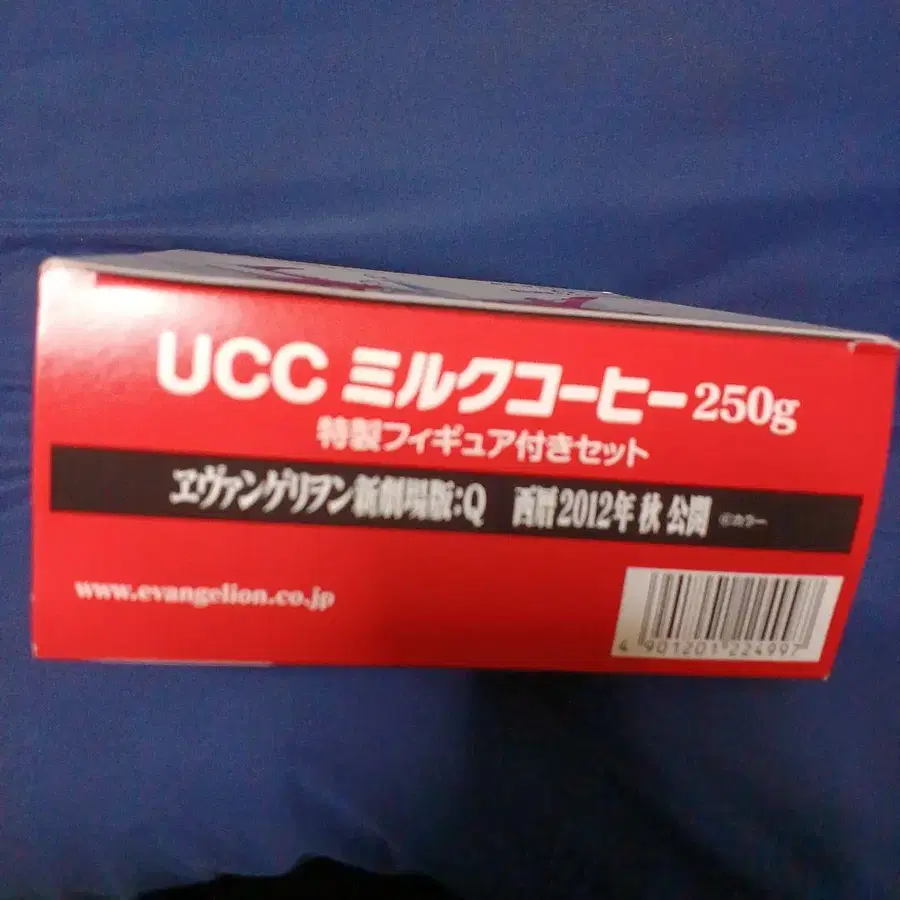 UCC ミルクコーヒー250g
特製フィギュア付きセット
ヱヴァンゲリヲン新劇場版:Q 西暦2012年 秋 公開 ©カラー
www.evangelion.co.jp
4 901201 224997